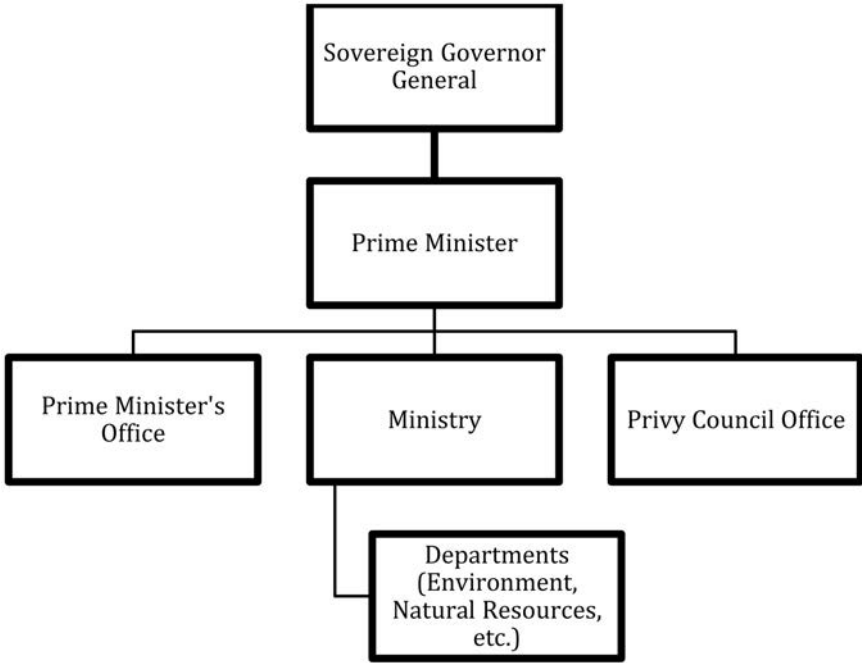 Sovereign Governor
General
Prime Minister
Prime Minister's
Office
Ministry
Privy Council Office
Departments
(Environment,
Natural Resources,
etc.)